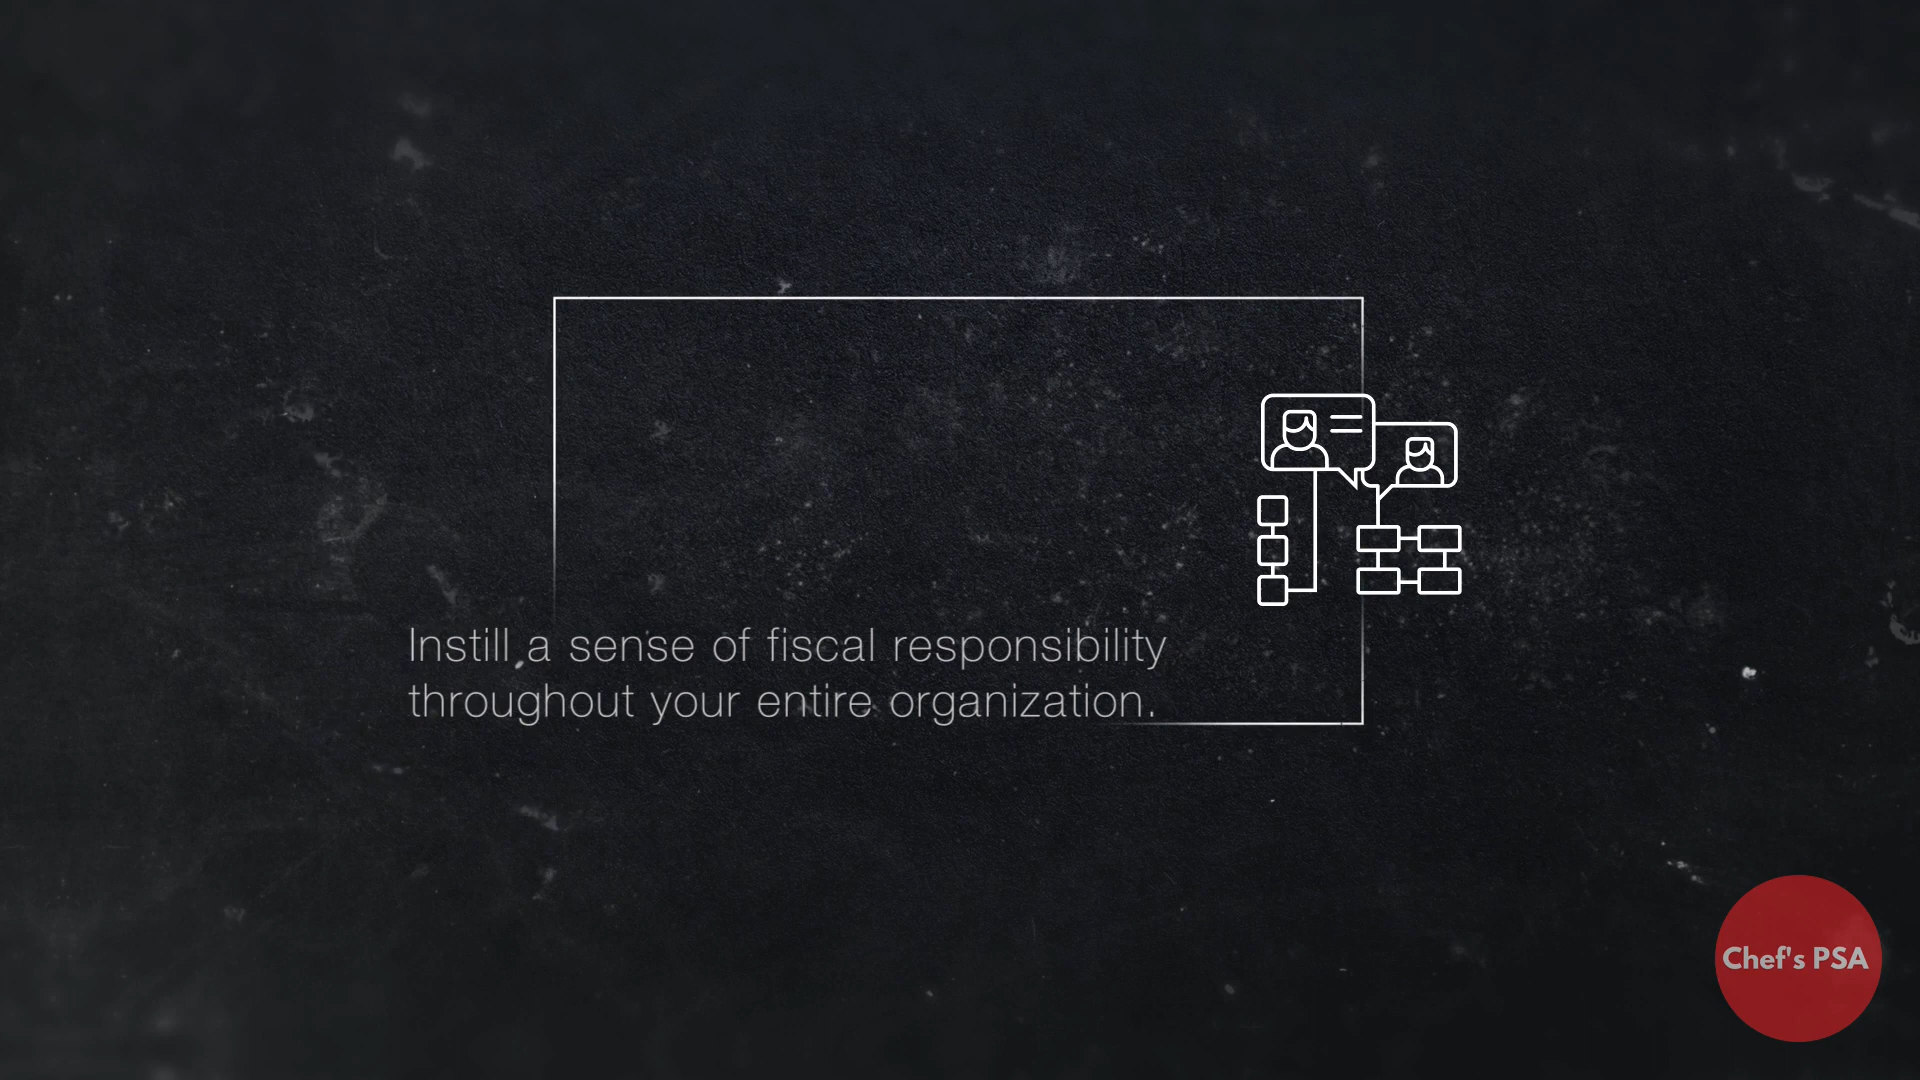 Instill a sense of fiscal responsibility
throughout your entire organization.
Chef's PSA